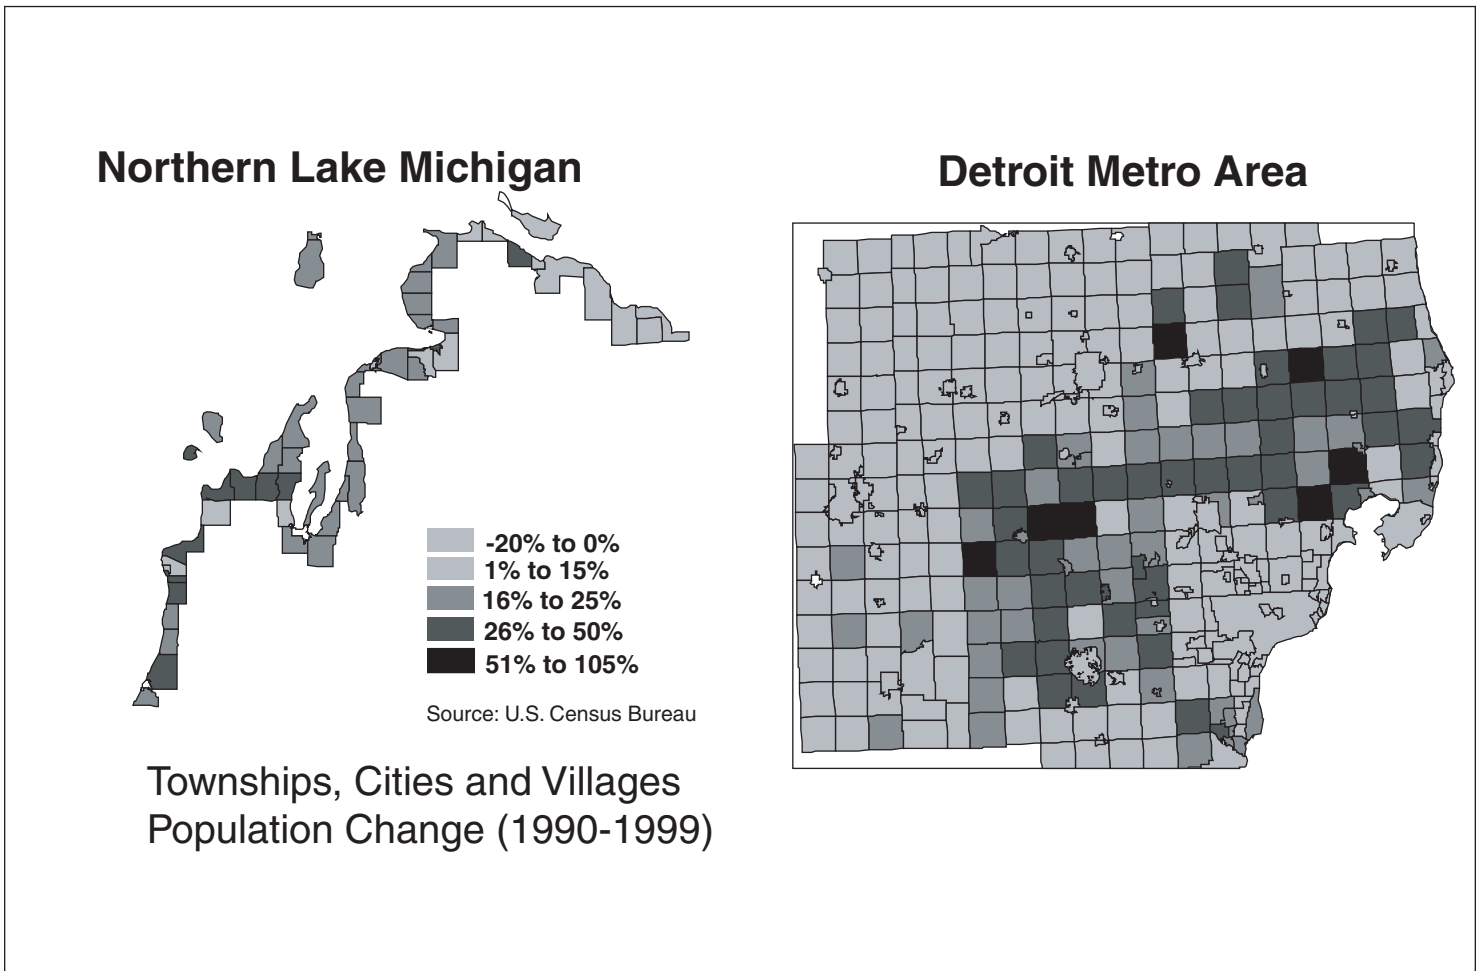 Northern Lake Michigan
Detroit Metro Area
-20% to 0%
1% to 15%
16% to 25%
26% to 50%
51% to 105%
Source: U.S. Census Bureau
Townships, Cities and Villages
Population Change (1990-1999)